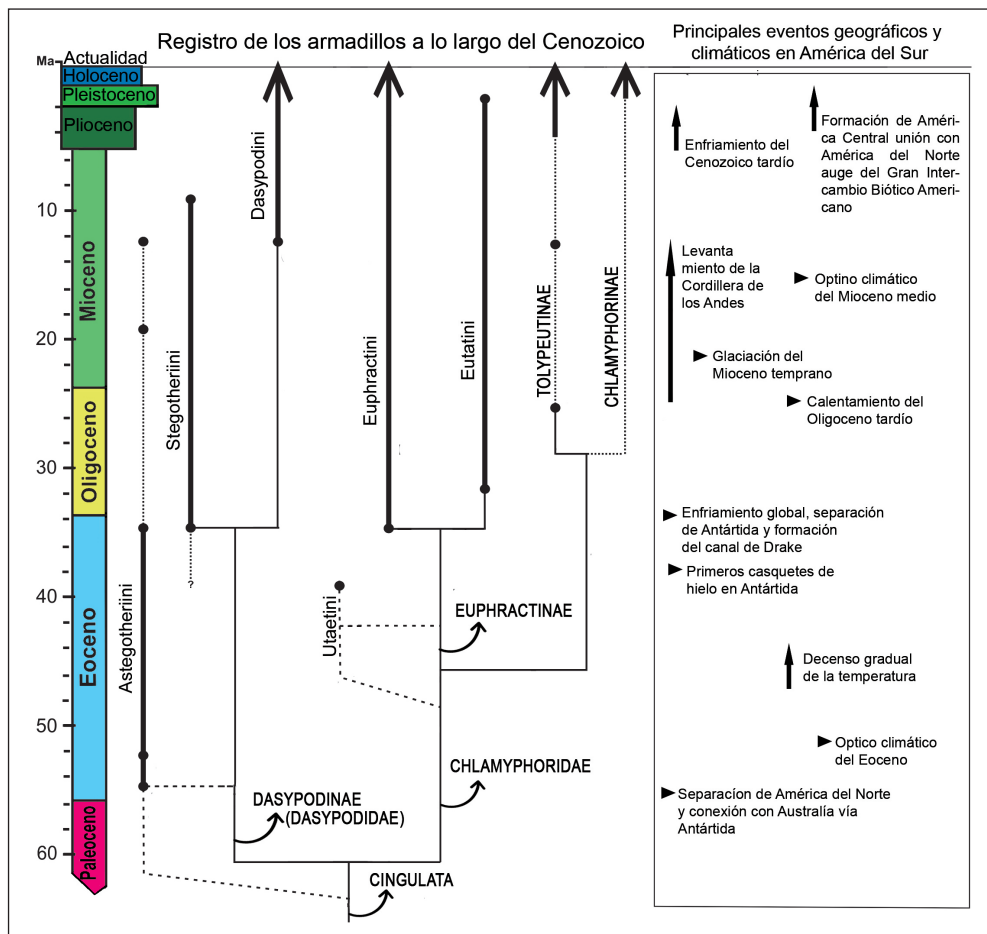 Registro de los armadillos a lo largo del Cenozoico
Principales eventos geográficos y
climáticos en América del Sur
Ma
Actualidad
Holoceno
Pleistoceno
Plioceno
Mioceno
Oligoceno
Eoceno
Paleoceno
10
20
30
40
50
60
Astegotheriini
Stegotheriini
?
Dasypodini
Utaetini
Euphractini
Eutatini
TOLYPEUTINAE
CHLAMYPHORINAE
EUPHRACTINAE
CHLAMYPHORIDAE
DASYPODINAE
(DASYPODIDAE)
CINGULATA
Enfriamiento del
Cenozoico tardío
Formación de Améri-
ca Central unión con
América del Norte
auge del Gran Inter-
cambio Biótico Ameri-
cano
Levanta
miento de la
Cordillera de
los Andes
Optino climático
del Mioceno medio
Glaciación del
Mioceno temprano
Calentamiento del
Oligoceno tardío
Enfriamiento global, separación
de Antártida y formación
del canal de Drake
Primeros casquetes de
hielo en Antártida
Decenso gradual
de la temperatura
Optico climático
del Eoceno
Separacíon de América del Norte
y conexión con Australía vía
Antártida